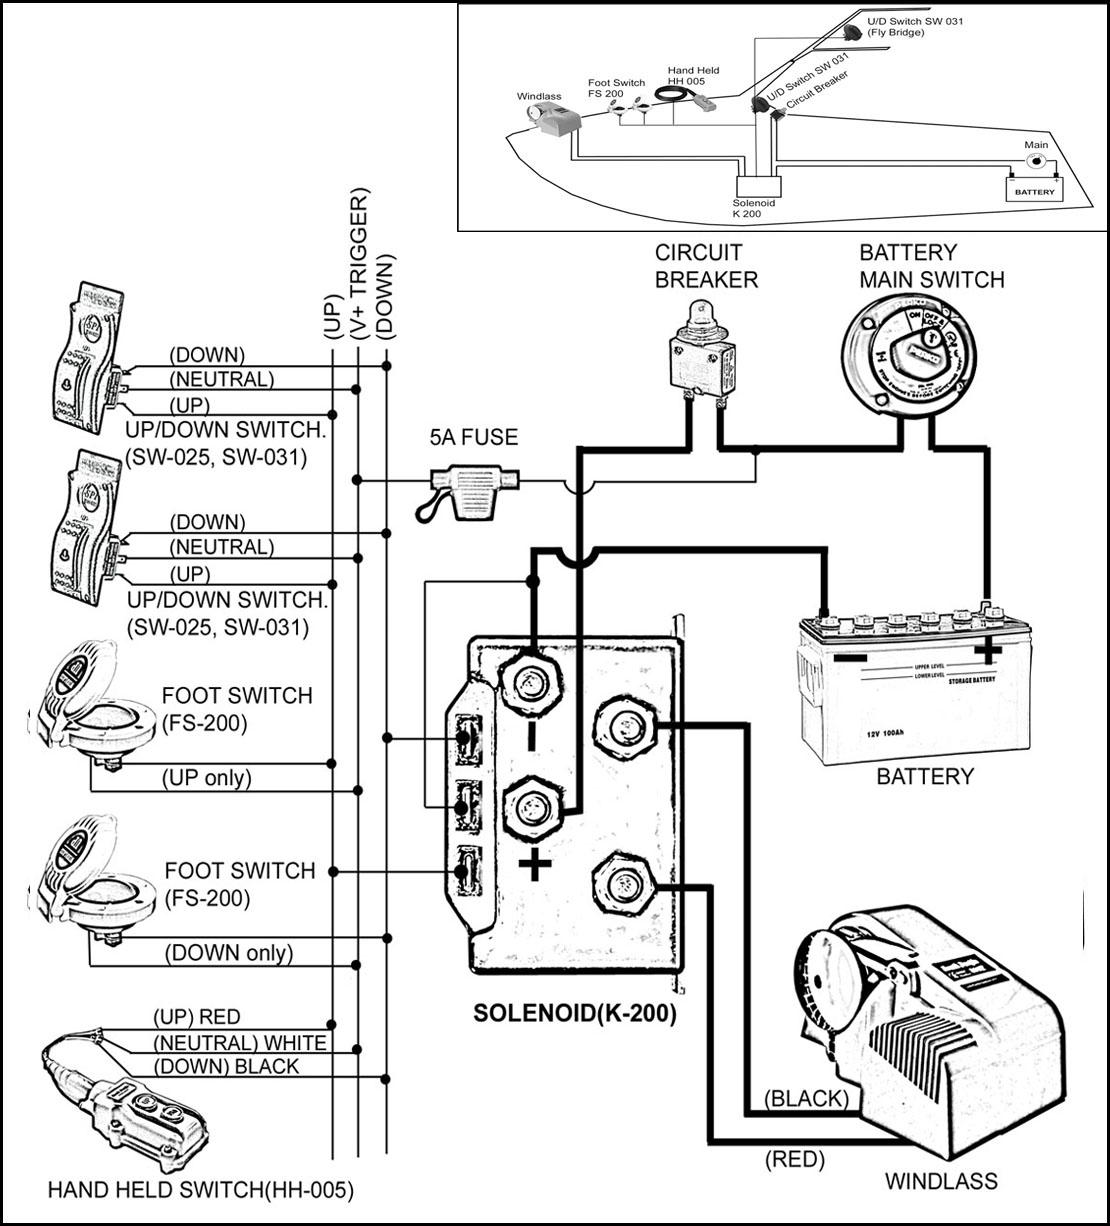 U/D Switch SW 031
(Fly Bridge)
U/D Switch SW 031
Circuit Breaker
Hand Held
HH 005
Foot Switch
FS 200
Windlass
Main
BATTERY
Solenoid
K 200
CIRCUIT
BREAKER
BATTERY
MAIN SWITCH
ON
OFF &
LOCK
(UP)
(V+ TRIGGER)
(DOWN)
(DOWN)
(NEUTRAL)
(UP)
UP/DOWN SWITCH.
(SW-025, SW-031)
5A FUSE
(DOWN)
(NEUTRAL)
(UP)
UP/DOWN SWITCH.
(SW-025, SW-031)
FOOT SWITCH
(FS-200)
(UP only)
FOOT SWITCH
(FS-200)
(DOWN only)
(UP) RED
(NEUTRAL) WHITE
(DOWN) BLACK
HAND HELD SWITCH(HH-005)
−
+
SOLENOID(K-200)
−
+
UPPER LEVEL
LOWER LEVEL
STORAGE BATTERY
12V 100Ah
BATTERY
(BLACK)
(RED)
WINDLASS